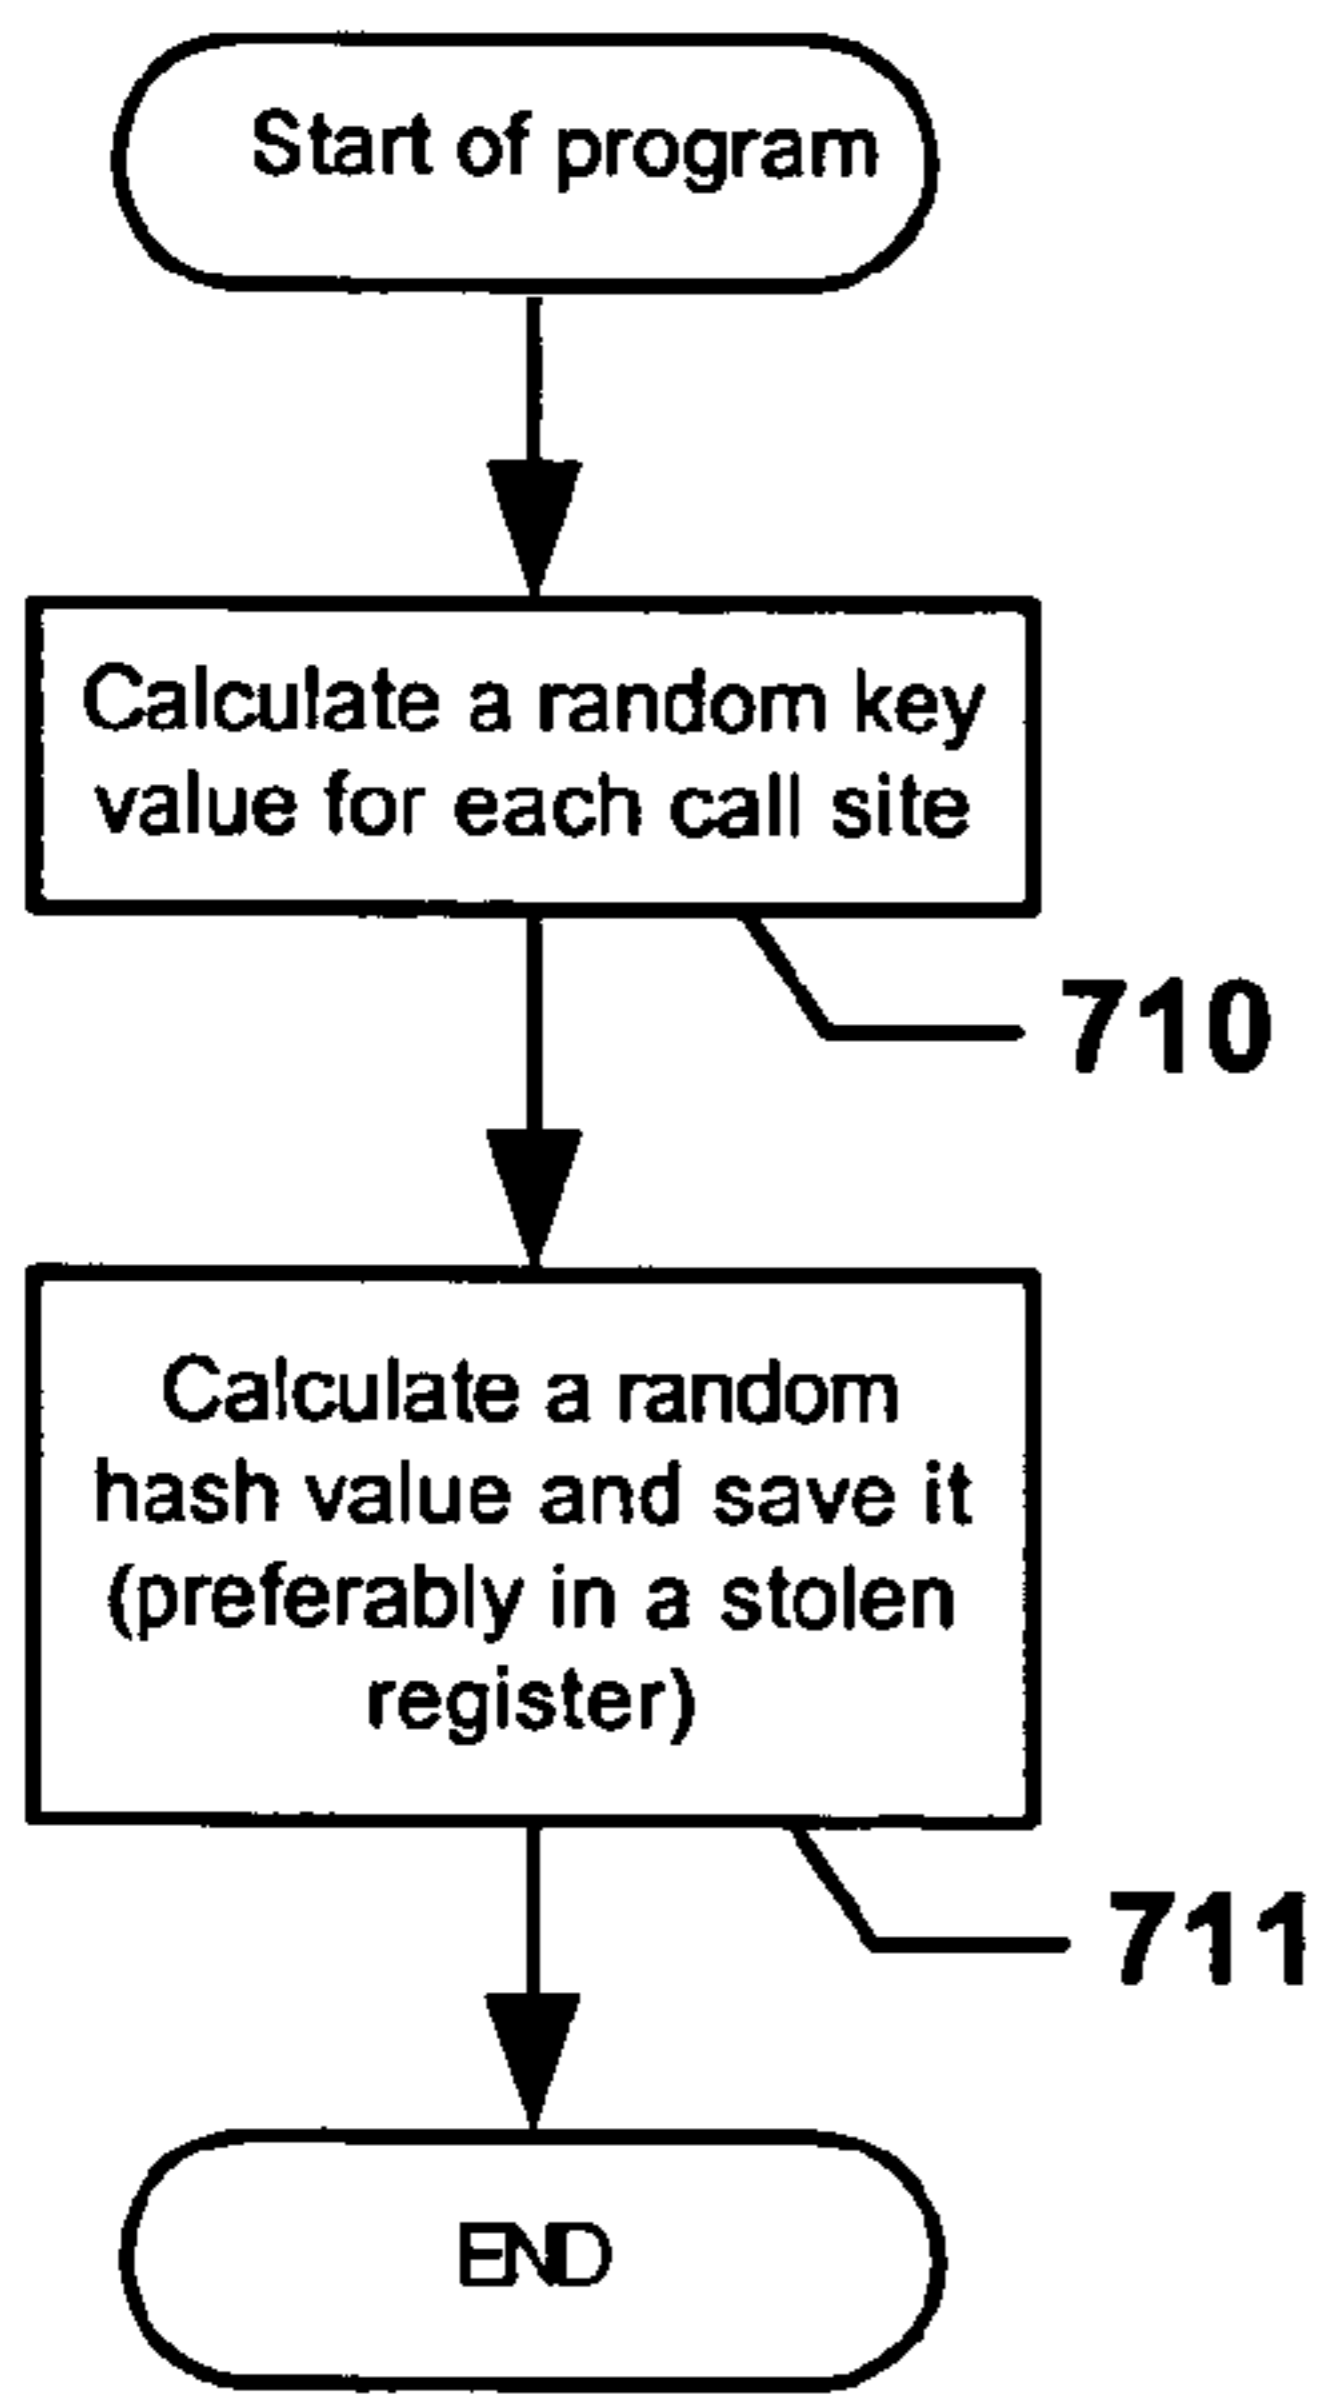 Start of program
Calculate a random key
value for each call site
710
Calculate a random
hash value and save it
(preferably in a stolen
register)
711
END